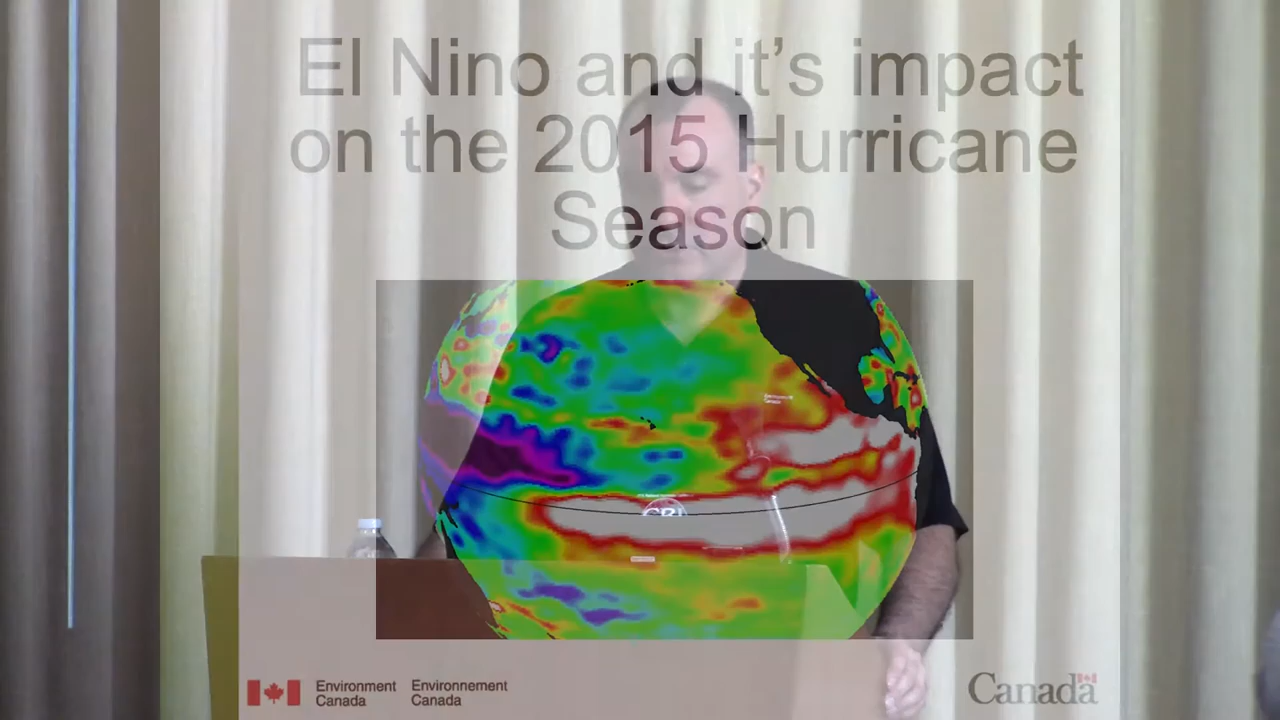 El Nino and it’s impact
on the 2015 Hurricane
Season
Environment
Canada
Environnement
Canada
Canada